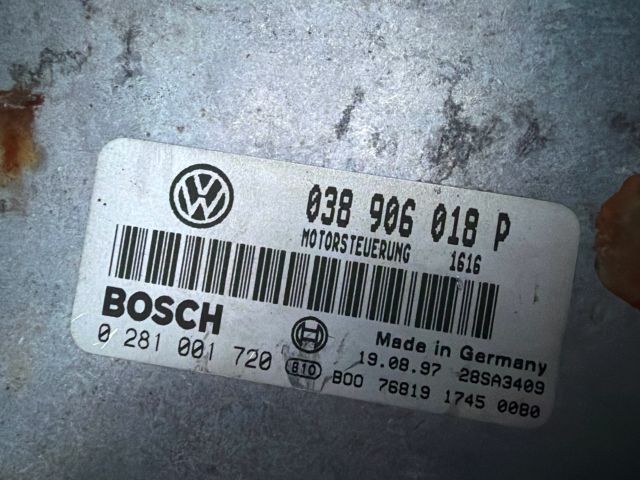 038 906 018 P
MOTORSTEUERUNG 1616
BOSCH
Made in Germany
0 281 001 720
19.08.97 28SA3409
B10 B00 76819 1745 0080